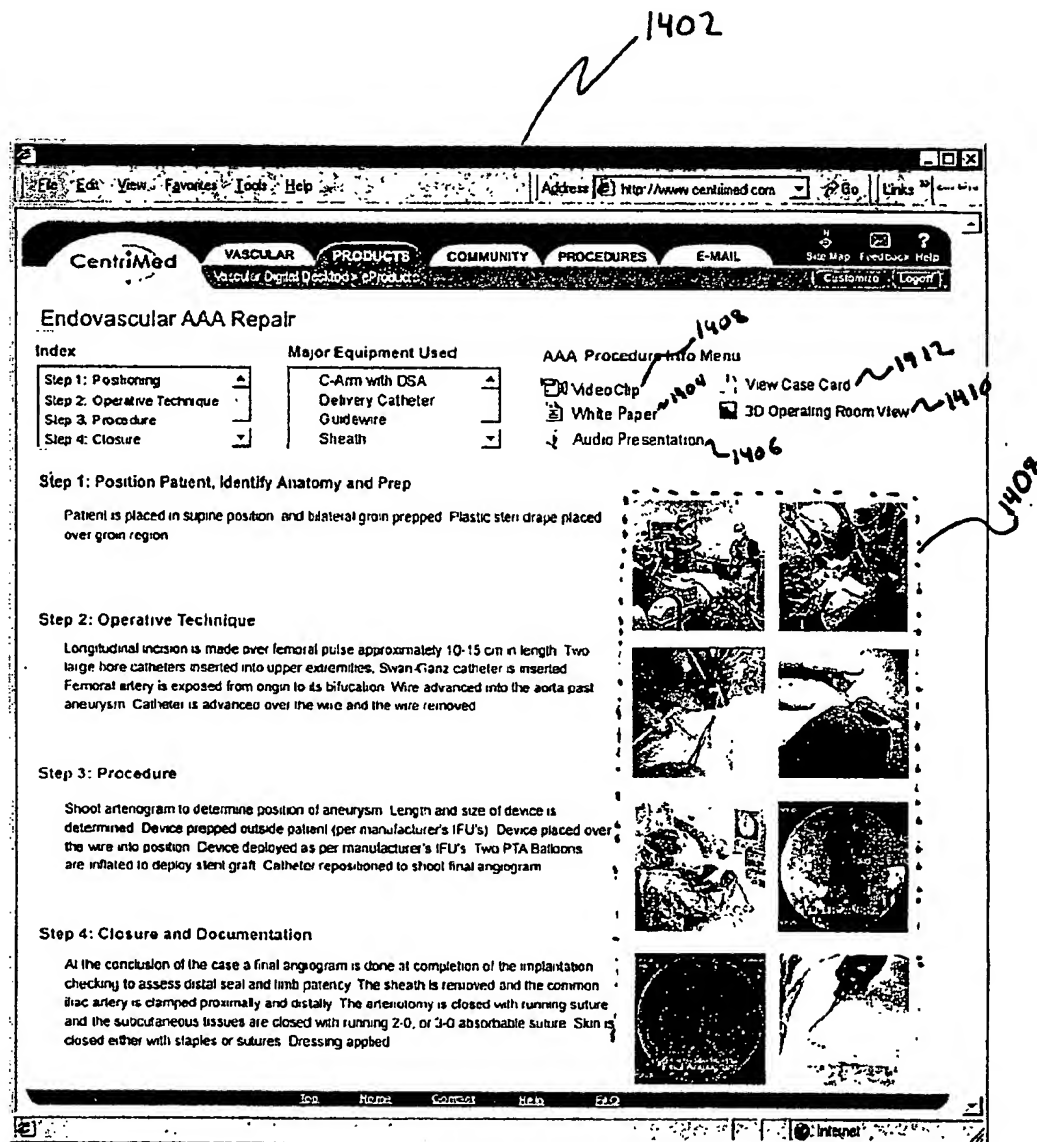 1402
File Edit View Favorites Tools Help Address http://www centrimed com Go Links
CentriMed VASCULAR PRODUCTS COMMUNITY PROCEDURES E-MAIL Site Map Feedback Help
Vascular Digital Desktop > eProducts Customize Logoff
Endovascular AAA Repair
Index
Step 1: Positioning
Step 2: Operative Technique
Step 3. Procedure
Step 4: Closure
Major Equipment Used
C-Arm with DSA
Delivery Catheter
Guidewire
Sheath
AAA Procedure Info Menu
1408
Video Clip
View Case Card
1412
White Paper
1404
3D Operating Room View
1410
Audio Presentation
1406
1408
Step 1: Position Patient, Identify Anatomy and Prep
Patient is placed in supine position and bilateral groin prepped Plastic steri drape placed
over groin region
Step 2: Operative Technique
Longitudinal incision is made over femoral pulse approximately 10-15 cm in length Two
large bore catheters inserted into upper extremities, Swan-Ganz catheter is inserted
Femoral artery is exposed from origin to its bifucation Wire advanced into the aorta past
aneurysm Catheter is advanced over the wire and the wire removed
Step 3: Procedure
Shoot arteriogram to determine position of aneurysm Length and size of device is
determined Device prepped outside patient (per manufacturer's IFU's) Device placed over
the wire into position Device deployed as per manufacturer's IFU's Two PTA Balloons
are inflated to deploy stent graft Catheter repositioned to shoot final angiogram
Step 4: Closure and Documentation
At the conclusion of the case a final angiogram is done at completion of the implantation
checking to assess distal seal and limb patency The sheath is removed and the common
iliac artery is clamped proximally and distally The arteriotomy is closed with running suture
and the subcutaneous tissues are closed with running 2-0, or 3-0 absorbable suture Skin is
closed either with staples or sutures Dressing applied
Top Home Contact Help FAQ
Internet